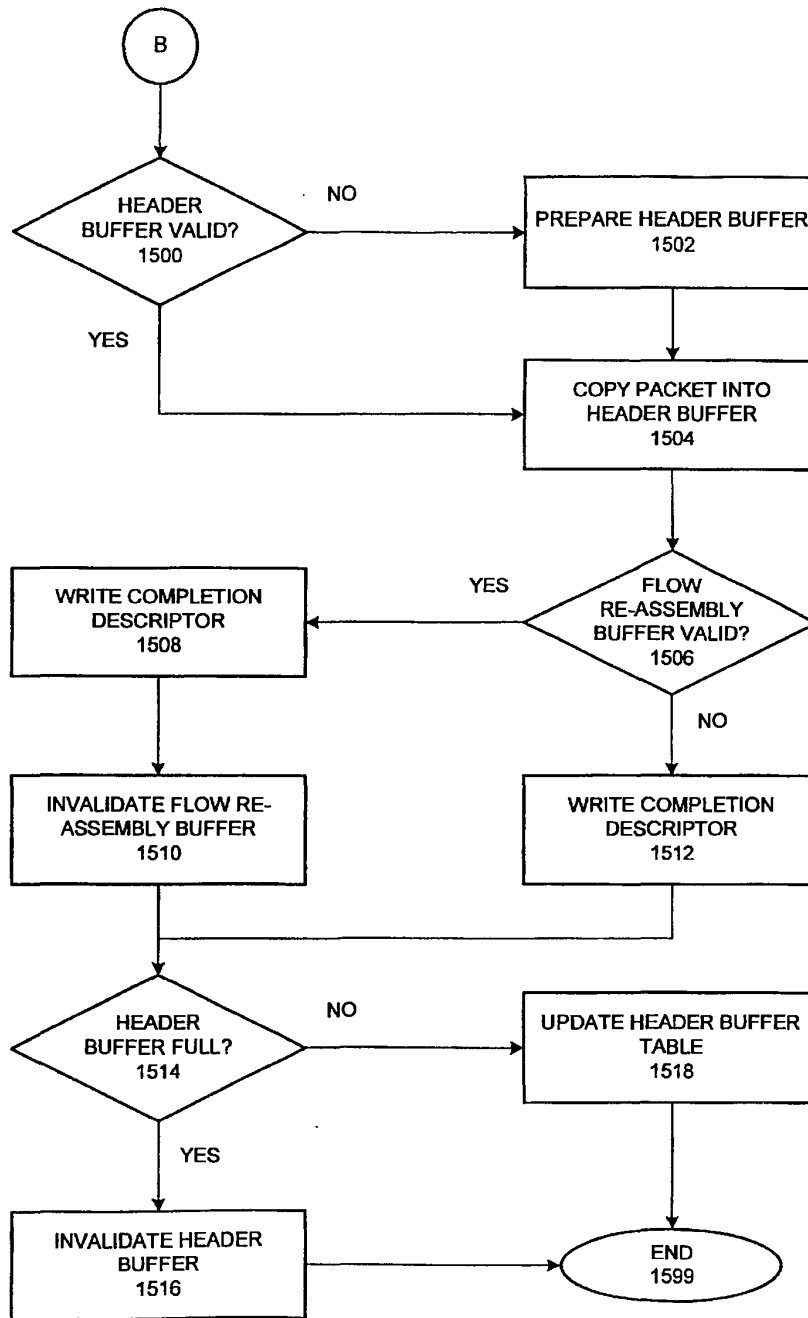 B
HEADER
BUFFER VALID?
1500
NO
YES
PREPARE HEADER BUFFER
1502
COPY PACKET INTO
HEADER BUFFER
1504
FLOW
RE-ASSEMBLY
BUFFER VALID?
1506
YES
NO
WRITE COMPLETION
DESCRIPTOR
1508
INVALIDATE FLOW RE-
ASSEMBLY BUFFER
1510
WRITE COMPLETION
DESCRIPTOR
1512
HEADER
BUFFER FULL?
1514
NO
YES
UPDATE HEADER BUFFER
TABLE
1518
INVALIDATE HEADER
BUFFER
1516
END
1599